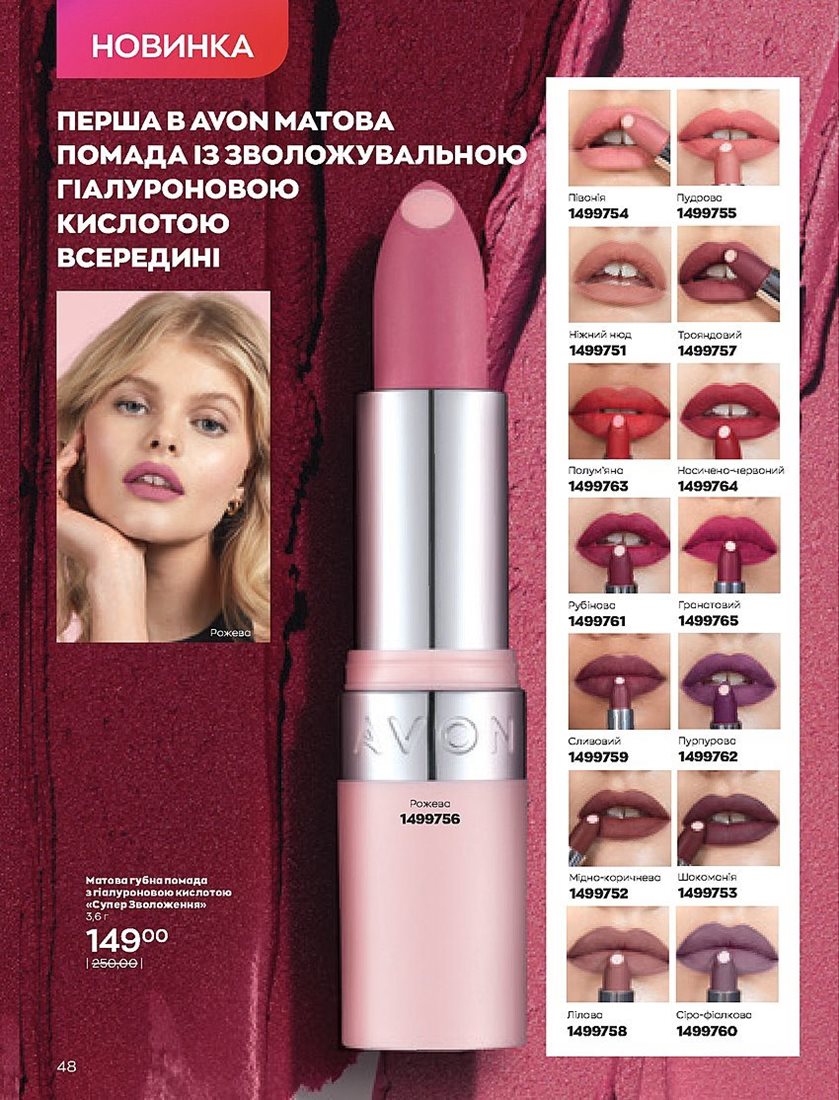 НОВИНКА
ПЕРША В AVON МАТОВА
ПОМАДА ІЗ ЗВОЛОЖУВАЛЬНОЮ
ГІАЛУРОНОВОЮ
КИСЛОТОЮ
ВСЕРЕДИНІ
Рожева
AVON
Рожева
1499756
Матова губна помада
з гіалуроновою кислотою
«Супер Зволоження»
3,6 г
149⁰⁰
|250,00|
48
Півонія
1499754
Пудрова
1499755
Ніжний нюд
1499751
Трояндовий
1499757
Полум'яна
1499763
Насичено-червоний
1499764
Рубінова
1499761
Гранатовий
1499765
Сливовий
1499759
Пурпурова
1499762
Мідно-коричнева
1499752
Шокоманія
1499753
Лілова
1499758
Сіро-фіалкова
1499760